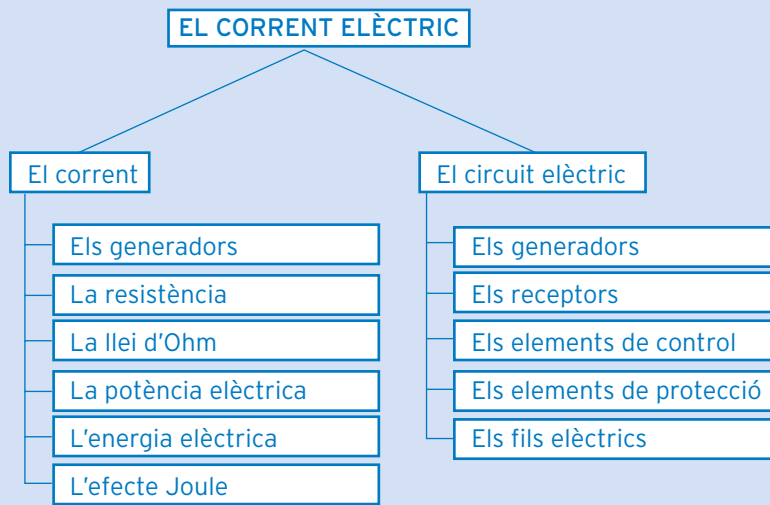 EL CORRENT ELÈCTRIC
El corrent
Els generadors
La resistència
La llei d'Ohm
La potència elèctrica
L'energia elèctrica
L'efecte Joule
El circuit elèctric
Els generadors
Els receptors
Els elements de control
Els elements de protecció
Els fils elèctrics